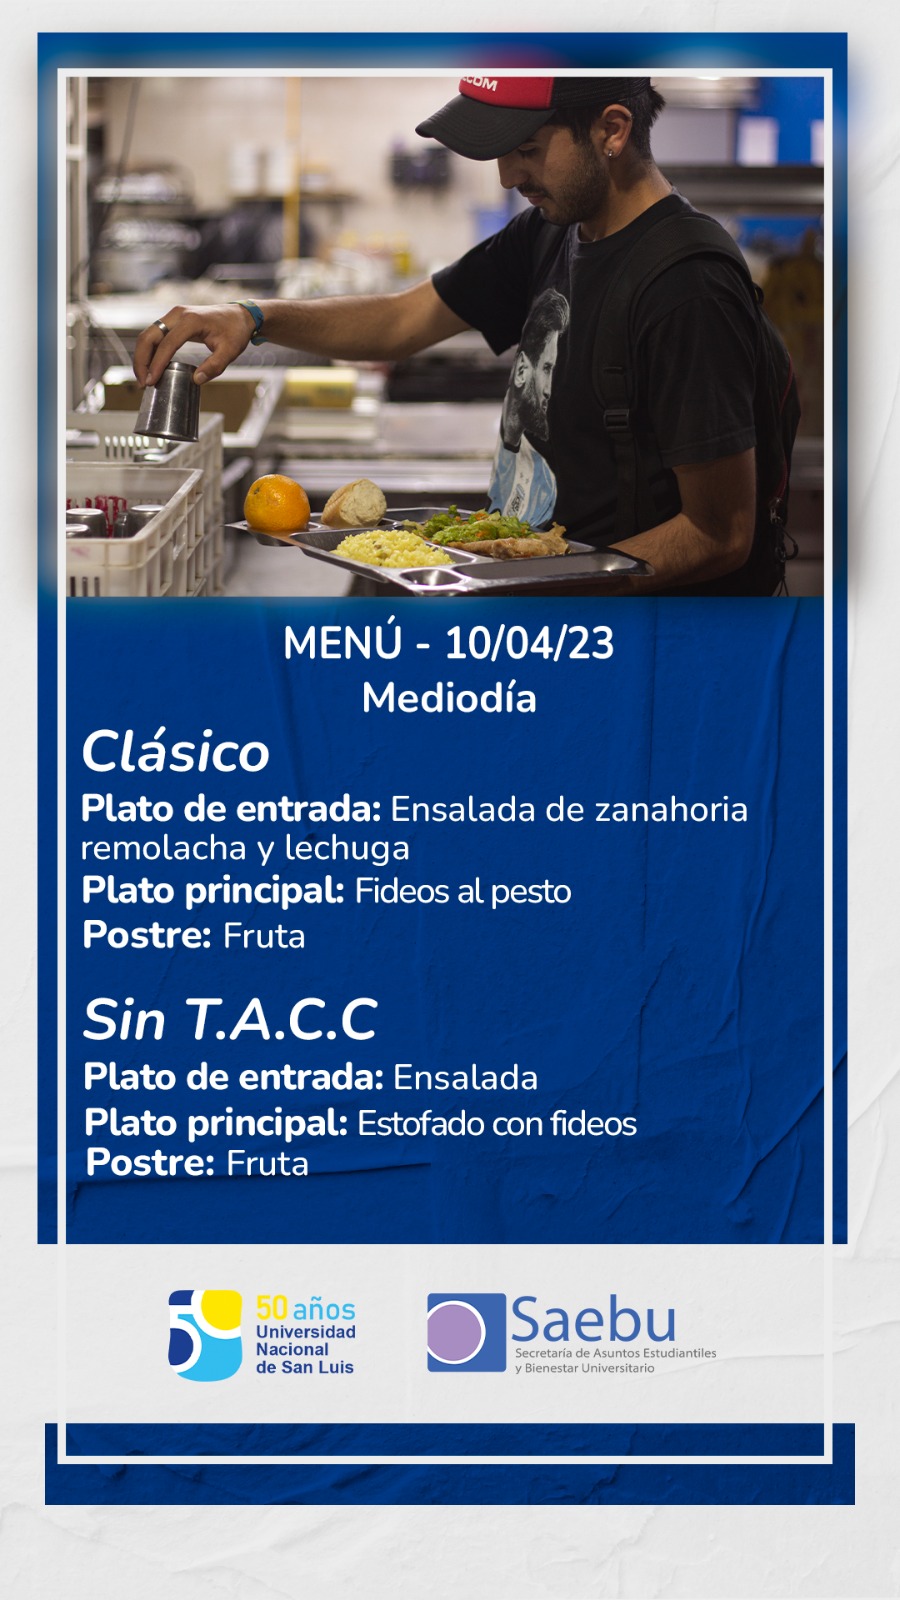 .COM
MENÚ - 10/04/23
Mediodía
Clásico
Plato de entrada: Ensalada de zanahoria
remolacha y lechuga
Plato principal: Fideos al pesto
Postre: Fruta
Sin T.A.C.C
Plato de entrada: Ensalada
Plato principal: Estofado con fideos
Postre: Fruta
50 años
Universidad
Nacional
de San Luis
Saebu
Secretaría de Asuntos Estudiantiles
y Bienestar Universitario